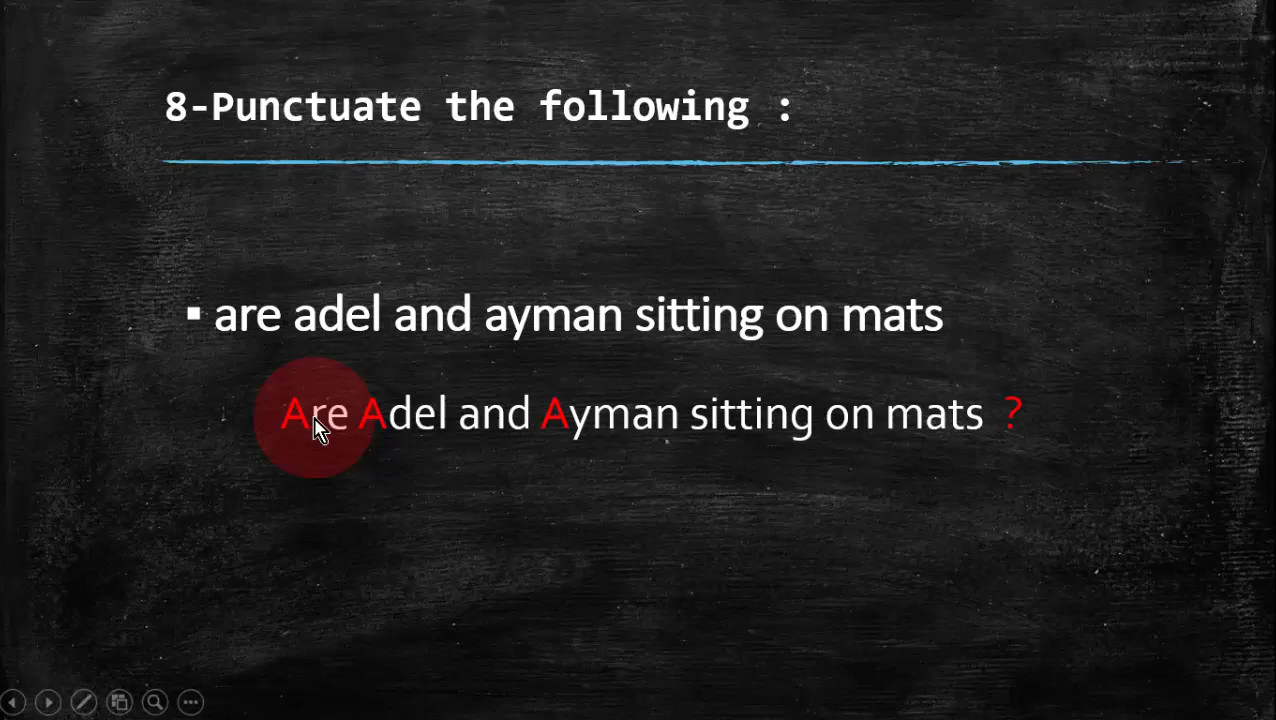 8-Punctuate the following :
▪ are adel and ayman sitting on mats
Are Adel and Ayman sitting on mats ?